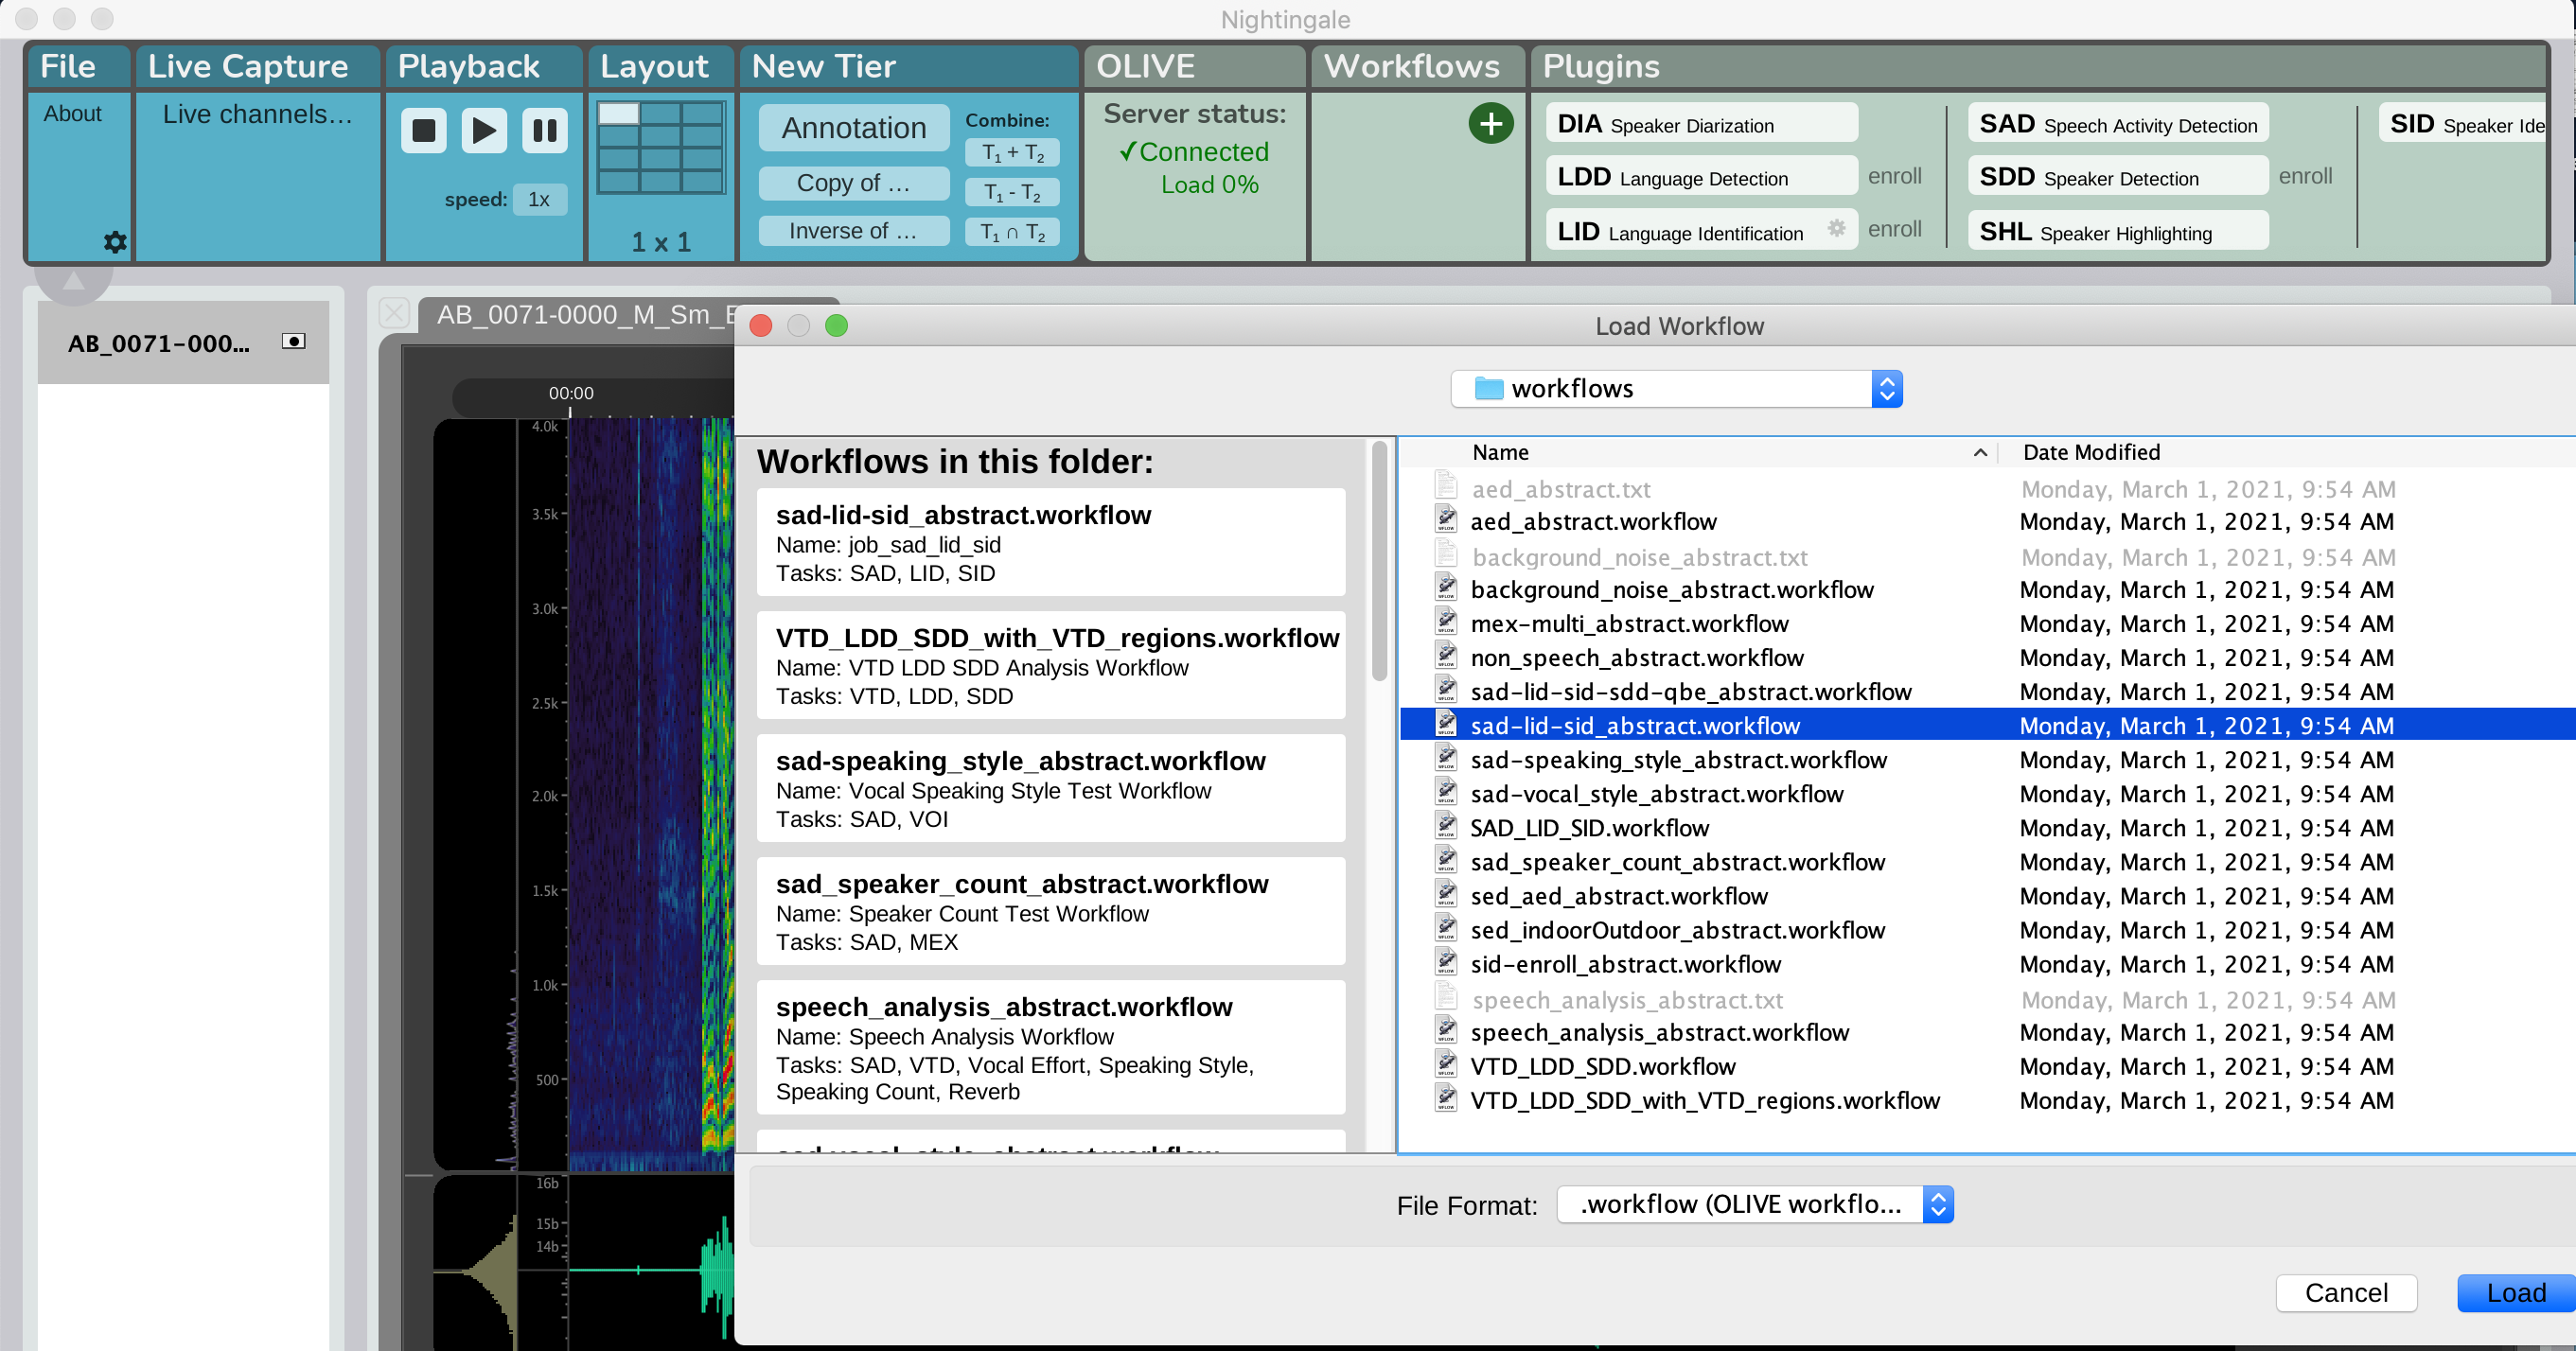 Nightingale
File
Live Capture
Playback
Layout
New Tier
OLIVE
Workflows
Plugins
About
Live channels...
speed: 1x
1 x 1
Annotation
Copy of ...
Inverse of ...
Combine:
T1 + T2
T1 - T2
T1 ∩ T2
Server status:
✓Connected
Load 0%
+
DIA Speaker Diarization
LDD Language Detection enroll
LID Language Identification enroll
SAD Speech Activity Detection
SDD Speaker Detection enroll
SHL Speaker Highlighting
SID Speaker Ide
AB_0071-000...
AB_0071-0000_M_Sm_E
00:00
4.0k
3.5k
3.0k
2.5k
2.0k
1.5k
1.0k
500
16b
15b
14b
Load Workflow
workflows
Workflows in this folder:
sad-lid-sid_abstract.workflow
Name: job_sad_lid_sid
Tasks: SAD, LID, SID
VTD_LDD_SDD_with_VTD_regions.workflow
Name: VTD LDD SDD Analysis Workflow
Tasks: VTD, LDD, SDD
sad-speaking_style_abstract.workflow
Name: Vocal Speaking Style Test Workflow
Tasks: SAD, VOI
sad_speaker_count_abstract.workflow
Name: Speaker Count Test Workflow
Tasks: SAD, MEX
speech_analysis_abstract.workflow
Name: Speech Analysis Workflow
Tasks: SAD, VTD, Vocal Effort, Speaking Style,
Speaking Count, Reverb
Name Date Modified
aed_abstract.txt Monday, March 1, 2021, 9:54 AM
aed_abstract.workflow Monday, March 1, 2021, 9:54 AM
background_noise_abstract.txt Monday, March 1, 2021, 9:54 AM
background_noise_abstract.workflow Monday, March 1, 2021, 9:54 AM
mex-multi_abstract.workflow Monday, March 1, 2021, 9:54 AM
non_speech_abstract.workflow Monday, March 1, 2021, 9:54 AM
sad-lid-sid-sdd-qbe_abstract.workflow Monday, March 1, 2021, 9:54 AM
sad-lid-sid_abstract.workflow Monday, March 1, 2021, 9:54 AM
sad-speaking_style_abstract.workflow Monday, March 1, 2021, 9:54 AM
sad-vocal_style_abstract.workflow Monday, March 1, 2021, 9:54 AM
SAD_LID_SID.workflow Monday, March 1, 2021, 9:54 AM
sad_speaker_count_abstract.workflow Monday, March 1, 2021, 9:54 AM
sed_aed_abstract.workflow Monday, March 1, 2021, 9:54 AM
sed_indoorOutdoor_abstract.workflow Monday, March 1, 2021, 9:54 AM
sid-enroll_abstract.workflow Monday, March 1, 2021, 9:54 AM
speech_analysis_abstract.txt Monday, March 1, 2021, 9:54 AM
speech_analysis_abstract.workflow Monday, March 1, 2021, 9:54 AM
VTD_LDD_SDD.workflow Monday, March 1, 2021, 9:54 AM
VTD_LDD_SDD_with_VTD_regions.workflow Monday, March 1, 2021, 9:54 AM
File Format: .workflow (OLIVE workflo...
Cancel
Load